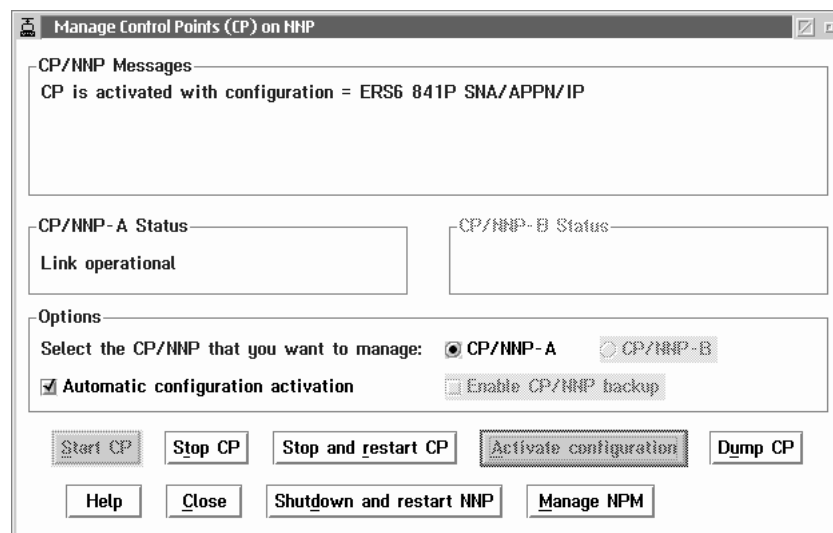 Manage Control Points (CP) on NNP
CP/NNP Messages
CP is activated with configuration = ERS6 841P SNA/APPN/IP
CP/NNP-A Status
CP/NNP-B Status
Link operational
Options
Select the CP/NNP that you want to manage: CP/NNP-A CP/NNP-B
Automatic configuration activation Enable CP/NNP backup
Start CP Stop CP Stop and restart CP Activate configuration Dump CP
Help Close Shutdown and restart NNP Manage NPM